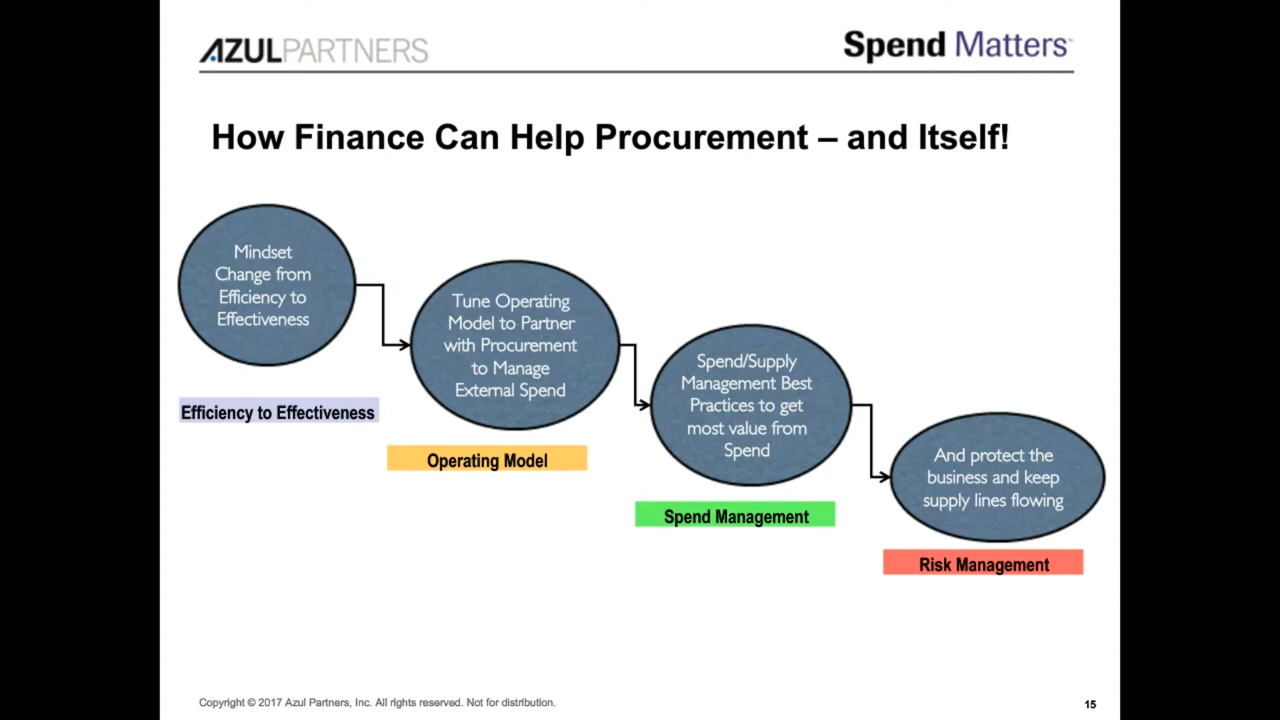 AZULPARTNERS
Spend Matters™
How Finance Can Help Procurement – and Itself!
Mindset
Change from
Efficiency to
Effectiveness
Efficiency to Effectiveness
Tune Operating
Model to Partner
with Procurement
to Manage
External Spend
Operating Model
Spend/Supply
Management Best
Practices to get
most value from
Spend
Spend Management
And protect the
business and keep
supply lines flowing
Risk Management
Copyright © 2017 Azul Partners, Inc. All rights reserved. Not for distribution.
15